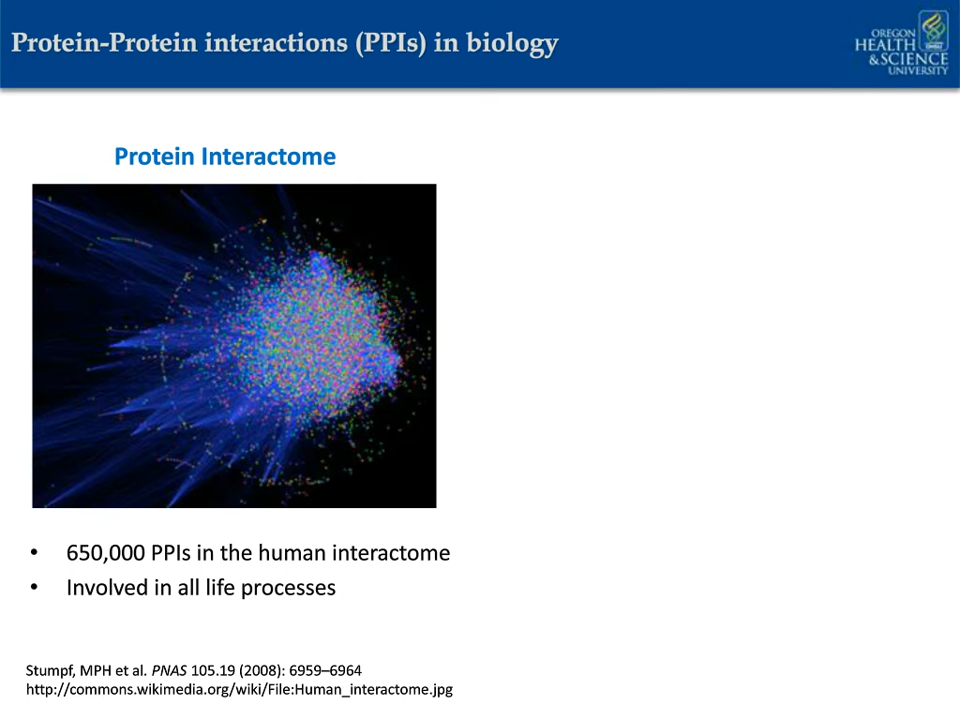 Protein-Protein interactions (PPIs) in biology
OREGON
HEALTH
& SCIENCE
UNIVERSITY
Protein Interactome
• 650,000 PPIs in the human interactome
• Involved in all life processes
Stumpf, MPH et al. PNAS 105.19 (2008): 6959–6964
http://commons.wikimedia.org/wiki/File:Human_interactome.jpg